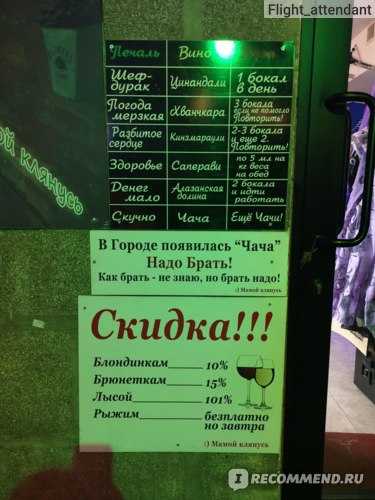 Flight_attendant
Печаль Вино
Шеф-дурак Цинандали 1 бокал в день
Погода мерзкая Хванчкара 3 бокала если не помогло Повторить!
Разбитое сердце Киндзмараули 2-3 бокала и еще 2. Повторить!
Здоровье Саперави по 5 мл на кг веса на обед
Денег мало Алазанская долина 2 бокала и идти работать
Скучно Чача Ещё Чачи!
ой клянусь
В Городе появилась “Чача”
Надо Брать!
Как брать - не знаю, но брать надо!
:) Мамой клянусь
Скидка!!!
Блондинкам 10%
Брюнеткам 15%
Лысой 101%
Рыжим безплатно
но завтра
:) Мамой клянусь
IRECOMMEND.RU